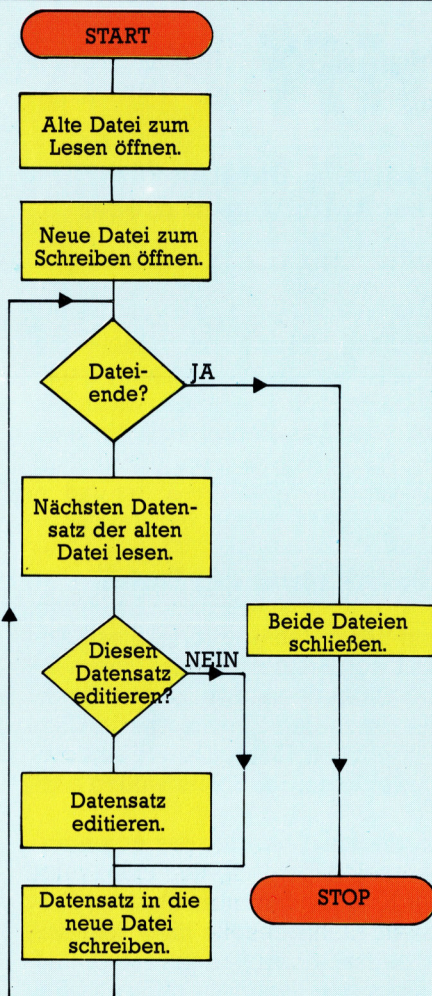 START
Alte Datei zum
Lesen öffnen.
Neue Datei zum
Schreiben öffnen.
Datei-
ende?
JA
Nächsten Daten-
satz der alten
Datei lesen.
Diesen
Datensatz
editieren?
NEIN
Datensatz
editieren.
Datensatz in die
neue Datei
schreiben.
Beide Dateien
schließen.
STOP